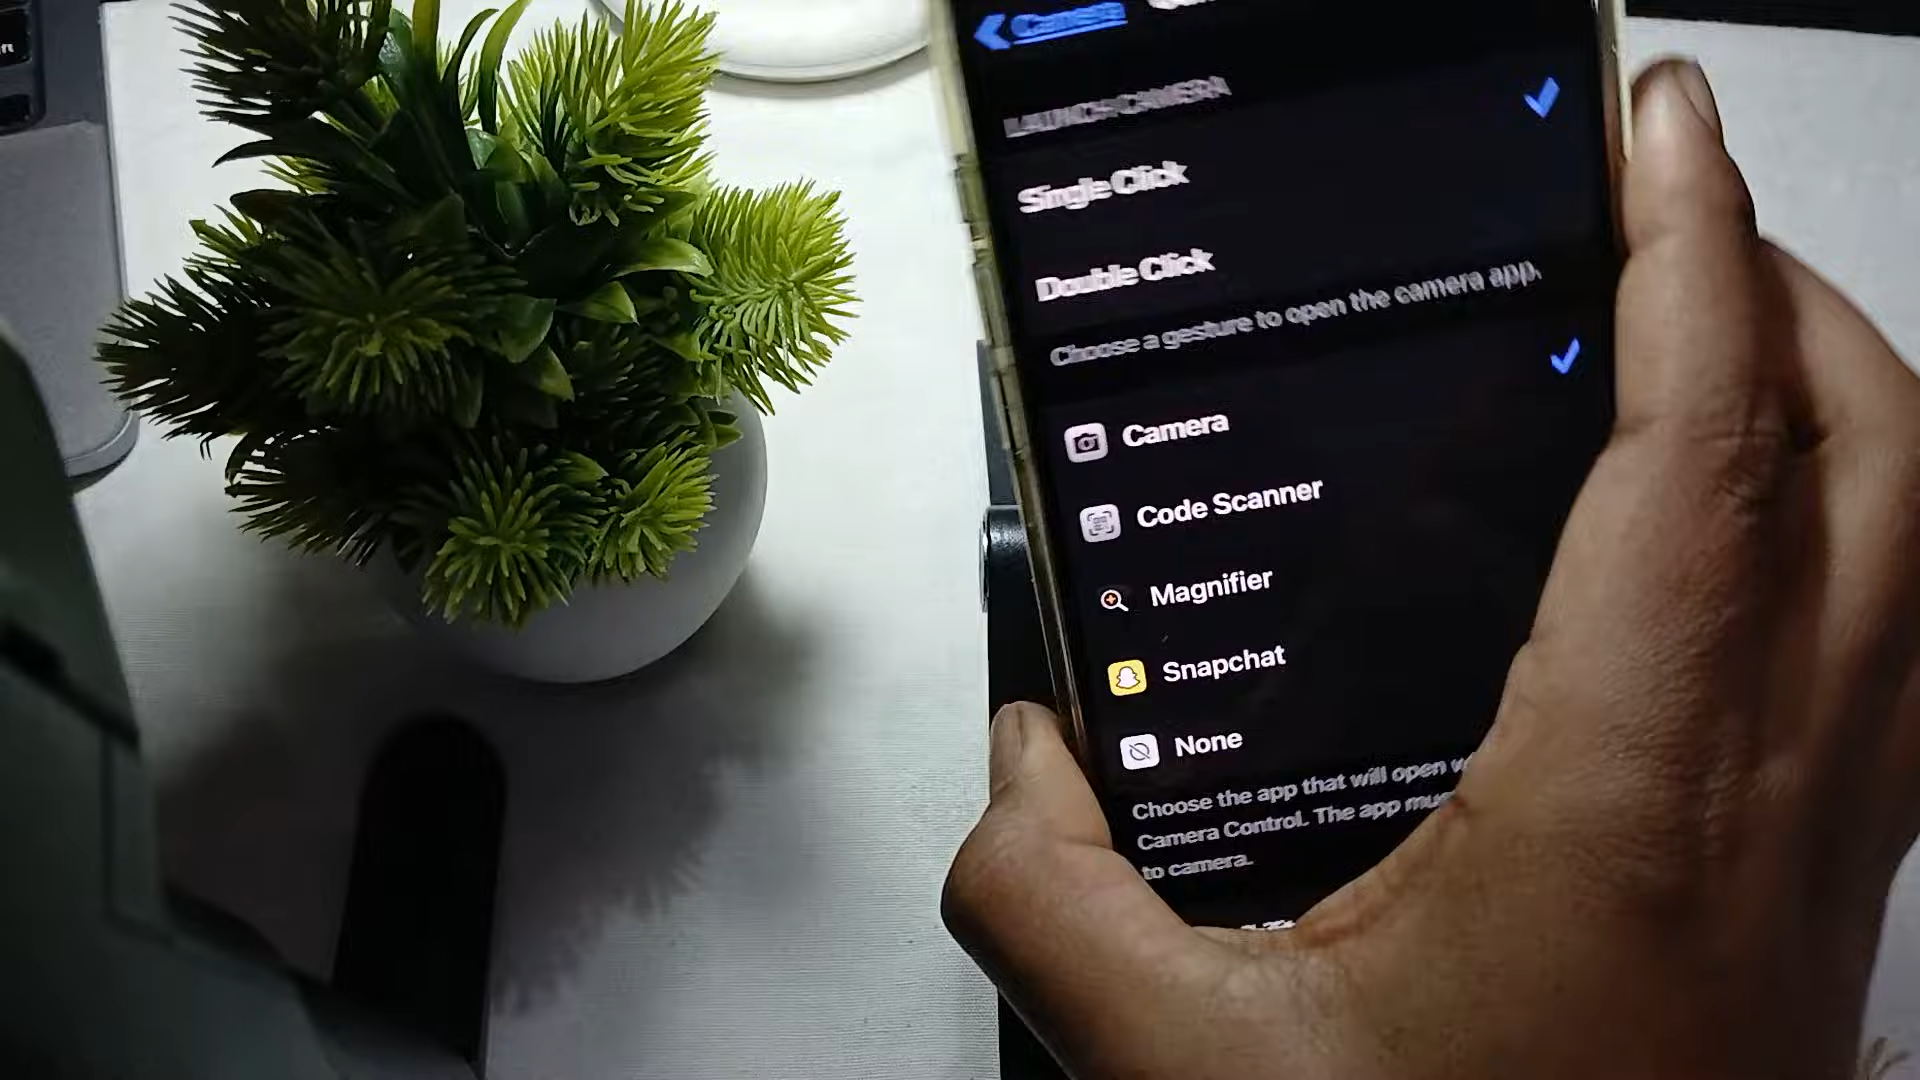 Camera
LAUNCH CAMERA
Single Click
Double Click
Choose a gesture to open the camera app.
Camera
Code Scanner
Magnifier
Snapchat
None
Choose the app that will open
Camera Control. The app
to camera.